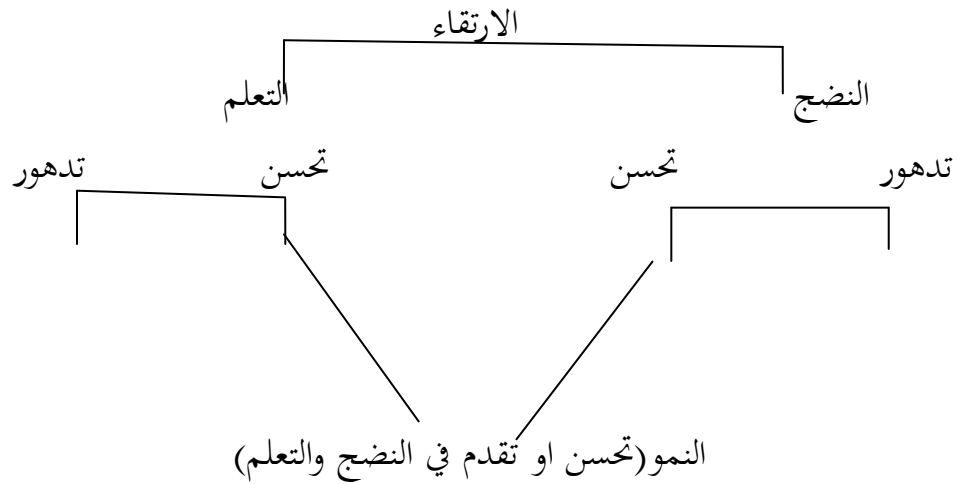 الارتقاء
النضج التعلم
تدهور تحسن تحسن تدهور
النمو(تحسن او تقدم في النضج والتعلم)